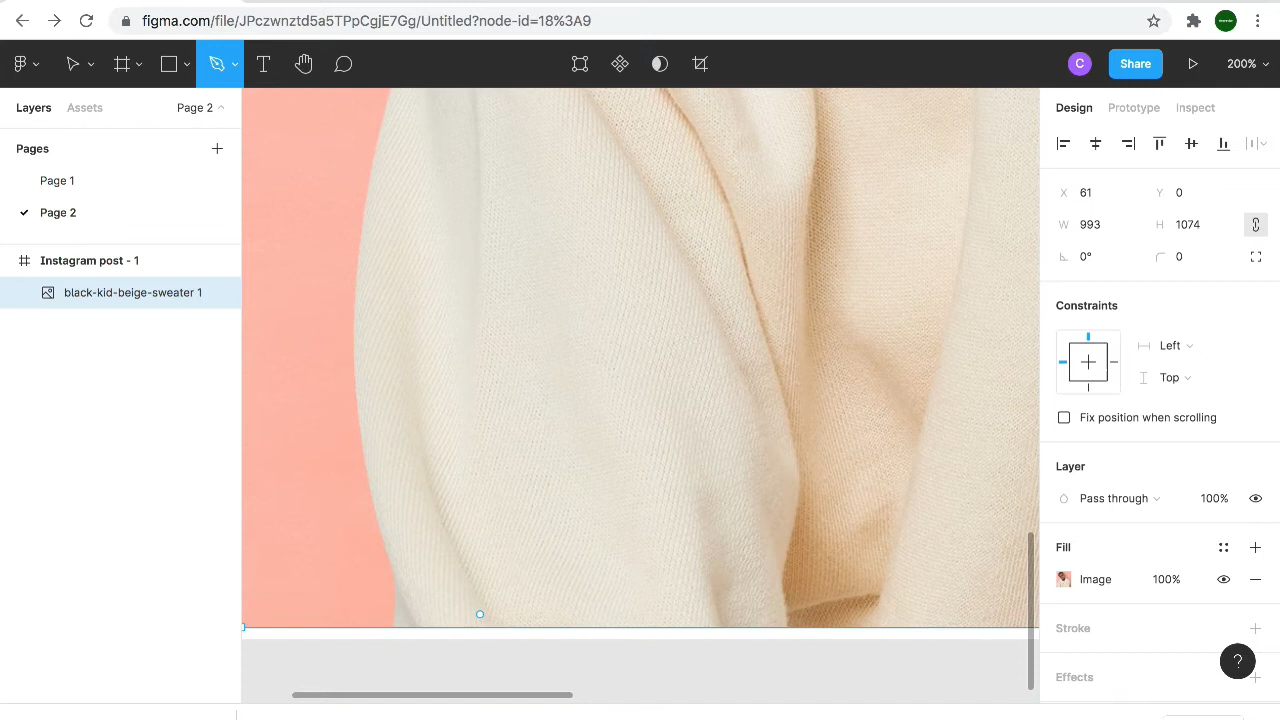 figma.com/file/JPczwnztd5a5TPpCgjE7Gg/Untitled?node-id=18%3A9
C Share 200%
Layers Assets Page 2
Design Prototype Inspect
Pages
Page 1
Page 2
Instagram post - 1
black-kid-beige-sweater 1
X 61 Y 0
W 993 H 1074
0° 0
Constraints
Left
Top
Fix position when scrolling
Layer
Pass through 100%
Fill
Image 100%
Stroke
Effects
?